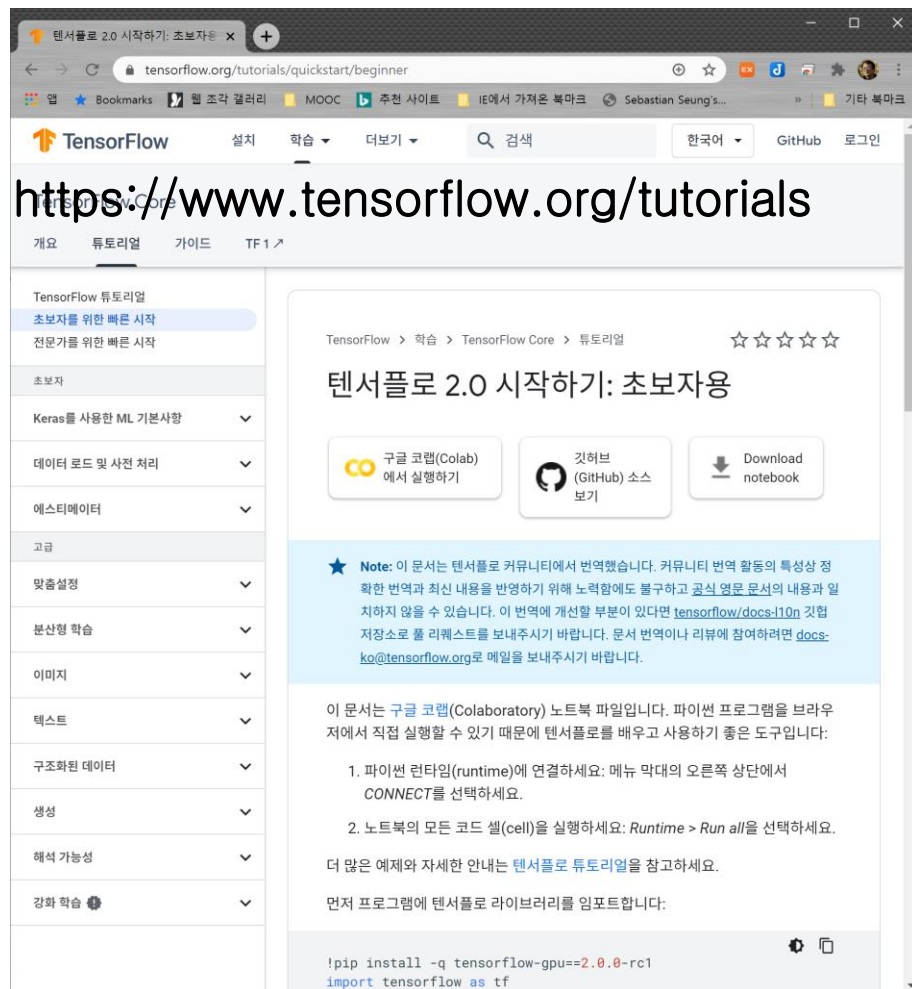 텐서플로 2.0 시작하기: 초보자용
tensorflow.org/tutorials/quickstart/beginner
앱 Bookmarks 웹 조각 갤러리 MOOC 추천 사이트 IE에서 가져온 북마크 Sebastian Seung's... » 기타 북마크
TensorFlow 설치 학습 더보기 검색 한국어 GitHub 로그인
TensorFlow Core
https://www.tensorflow.org/tutorials
개요 튜토리얼 가이드 TF 1
TensorFlow 튜토리얼
초보자를 위한 빠른 시작
전문가를 위한 빠른 시작
초보자
Keras를 사용한 ML 기본사항
데이터 로드 및 사전 처리
에스티메이터
고급
맞춤설정
분산형 학습
이미지
텍스트
구조화된 데이터
생성
해석 가능성
강화 학습
TensorFlow > 학습 > TensorFlow Core > 튜토리얼
텐서플로 2.0 시작하기: 초보자용
구글 코랩(Colab)
에서 실행하기
깃허브
(GitHub) 소스
보기
Download
notebook
Note: 이 문서는 텐서플로 커뮤니티에서 번역했습니다. 커뮤니티 번역 활동의 특성상 정
확한 번역과 최신 내용을 반영하기 위해 노력함에도 불구하고 공식 영문 문서의 내용과 일
치하지 않을 수 있습니다. 이 번역에 개선할 부분이 있다면 tensorflow/docs-l10n 깃헙
저장소로 풀 리퀘스트를 보내주시기 바랍니다. 문서 번역이나 리뷰에 참여하려면 docs-
ko@tensorflow.org로 메일을 보내주시기 바랍니다.
이 문서는 구글 코랩(Colaboratory) 노트북 파일입니다. 파이썬 프로그램을 브라우
저에서 직접 실행할 수 있기 때문에 텐서플로를 배우고 사용하기 좋은 도구입니다:
1. 파이썬 런타임(runtime)에 연결하세요: 메뉴 막대의 오른쪽 상단에서
CONNECT를 선택하세요.
2. 노트북의 모든 코드 셀(cell)을 실행하세요: Runtime > Run all을 선택하세요.
더 많은 예제와 자세한 안내는 텐서플로 튜토리얼을 참고하세요.
먼저 프로그램에 텐서플로 라이브러리를 임포트합니다:
!pip install -q tensorflow-gpu==2.0.0-rc1
import tensorflow as tf